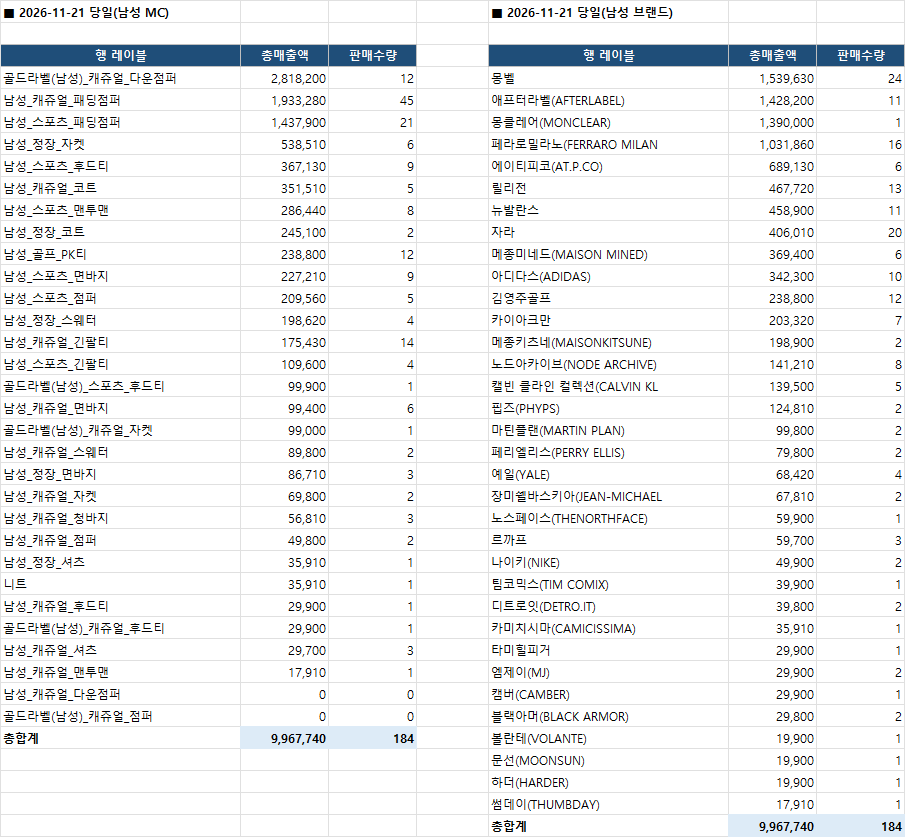 ■ 2026-11-21 당일(남성 MC)
행 레이블 총매출액 판매수량
골드라벨(남성)_캐쥬얼_다운점퍼 2,818,200 12
남성_캐쥬얼_패딩점퍼 1,933,280 45
남성_스포츠_패딩점퍼 1,437,900 21
남성_정장_자켓 538,510 6
남성_스포츠_후드티 367,130 9
남성_캐쥬얼_코트 351,510 5
남성_스포츠_맨투맨 286,440 8
남성_정장_코트 245,100 2
남성_골프_PK티 238,800 12
남성_스포츠_면바지 227,210 9
남성_스포츠_점퍼 209,560 5
남성_정장_스웨터 198,620 4
남성_캐쥬얼_긴팔티 175,430 14
남성_스포츠_긴팔티 109,600 4
골드라벨(남성)_스포츠_후드티 99,900 1
남성_캐쥬얼_면바지 99,400 6
골드라벨(남성)_캐쥬얼_자켓 99,000 1
남성_캐쥬얼_스웨터 89,800 2
남성_정장_면바지 86,710 3
남성_캐쥬얼_자켓 69,800 2
남성_캐쥬얼_청바지 56,810 3
남성_캐쥬얼_점퍼 49,800 2
남성_정장_셔츠 35,910 1
니트 35,910 1
남성_캐쥬얼_후드티 29,900 1
골드라벨(남성)_캐쥬얼_후드티 29,900 1
남성_캐쥬얼_셔츠 29,700 3
남성_캐쥬얼_맨투맨 17,910 1
남성_캐쥬얼_다운점퍼 0 0
골드라벨(남성)_캐쥬얼_점퍼 0 0
총합계 9,967,740 184
■ 2026-11-21 당일(남성 브랜드)
행 레이블 총매출액 판매수량
몽벨 1,539,630 24
애프터라벨(AFTERLABEL) 1,428,200 11
몽클레어(MONCLEAR) 1,390,000 1
페라로밀라노(FERRARO MILAN 1,031,860 16
에이티피코(AT.P.CO) 689,130 6
릴리전 467,720 13
뉴발란스 458,900 11
자라 406,010 20
메종미네드(MAISON MINED) 369,400 6
아디다스(ADIDAS) 342,300 10
김영주골프 238,800 12
카이아크만 203,320 7
메종키츠네(MAISONKITSUNE) 198,900 2
노드아카이브(NODE ARCHIVE) 141,210 8
캘빈 클라인 컬렉션(CALVIN KL 139,500 5
핍즈(PHYPS) 124,810 2
마틴플랜(MARTIN PLAN) 99,800 2
페리엘리스(PERRY ELLIS) 79,800 2
예일(YALE) 68,420 4
장미쉘바스키아(JEAN-MICHAEL 67,810 2
노스페이스(THENORTHFACE) 59,900 1
르까프 59,700 3
나이키(NIKE) 49,900 2
팀코믹스(TIM COMIX) 39,900 1
디트로잇(DETRO.IT) 39,800 2
카미치시마(CAMICISSIMA) 35,910 1
타미힐피거 29,900 1
엠제이(MJ) 29,900 2
캠버(CAMBER) 29,900 1
블랙아머(BLACK ARMOR) 29,800 2
볼란테(VOLANTE) 19,900 1
문선(MOONSUN) 19,900 1
하더(HARDER) 19,900 1
썸데이(THUMBDAY) 17,910 1
총합계 9,967,740 184